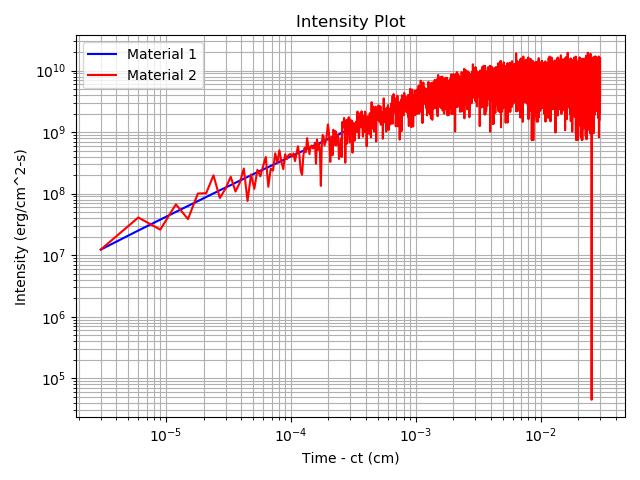 Intensity Plot
Material 1
Material 2
Intensity (erg/cm^2-s)
10^10
10^9
10^8
10^7
10^6
10^5
10^-5
10^-4
10^-3
10^-2
Time - ct (cm)